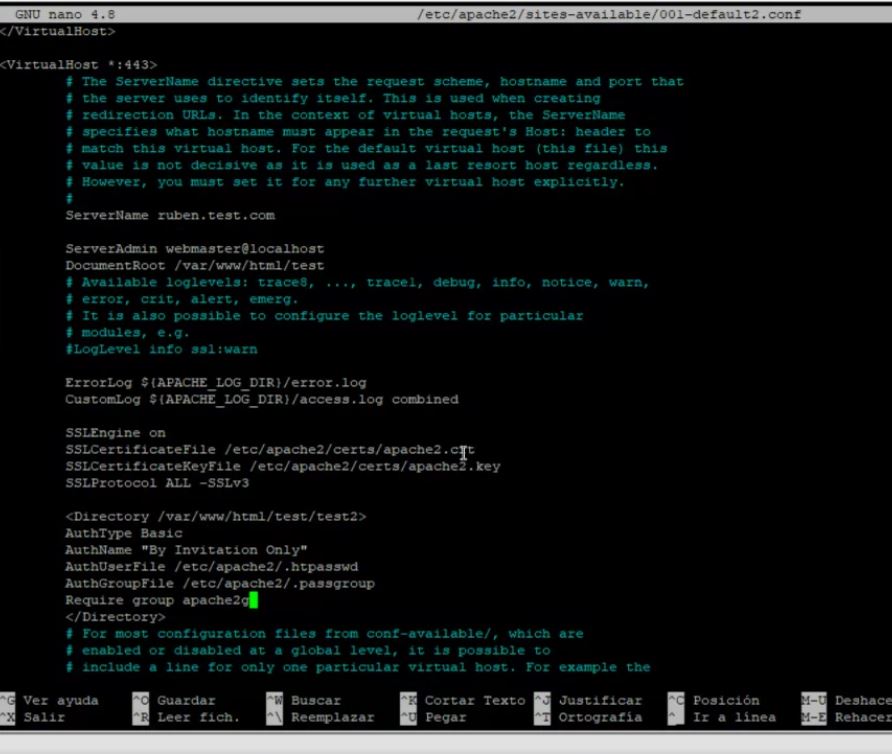 GNU nano 4.8 /etc/apache2/sites-available/001-default2.conf
</VirtualHost>
<VirtualHost *:443>
# The ServerName directive sets the request scheme, hostname and port that
# the server uses to identify itself. This is used when creating
# redirection URLs. In the context of virtual hosts, the ServerName
# specifies what hostname must appear in the request's Host: header to
# match this virtual host. For the default virtual host (this file) this
# value is not decisive as it is used as a last resort host regardless.
# However, you must set it for any further virtual host explicitly.
#
ServerName ruben.test.com
ServerAdmin webmaster@localhost
DocumentRoot /var/www/html/test
# Available loglevels: trace8, ..., trace1, debug, info, notice, warn,
# error, crit, alert, emerg.
# It is also possible to configure the loglevel for particular
# modules, e.g.
#LogLevel info ssl:warn
ErrorLog ${APACHE_LOG_DIR}/error.log
CustomLog ${APACHE_LOG_DIR}/access.log combined
SSLEngine on
SSLCertificateFile /etc/apache2/certs/apache2.crt
SSLCertificateKeyFile /etc/apache2/certs/apache2.key
SSLProtocol ALL -SSLv3
<Directory /var/www/html/test/test2>
AuthType Basic
AuthName "By Invitation Only"
AuthUserFile /etc/apache2/.htpasswd
AuthGroupFile /etc/apache2/.passgroup
Require group apache2g
</Directory>
# For most configuration files from conf-available/, which are
# enabled or disabled at a global level, it is possible to
# include a line for only one particular virtual host. For example the
^G Ver ayuda ^O Guardar ^W Buscar ^K Cortar Texto ^J Justificar ^C Posición M-U Deshace
^X Salir ^R Leer fich. ^\ Reemplazar ^U Pegar ^T Ortografía ^_ Ir a línea M-E Rehacer